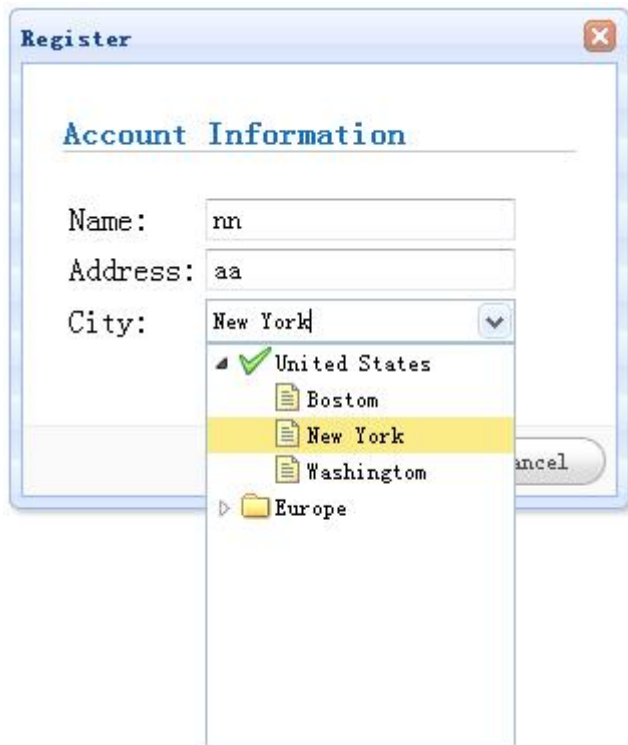 Register
Account Information
Name: nn
Address: aa
City: New York
United States
Bostom
New York
Washingtom
ancel
Europe